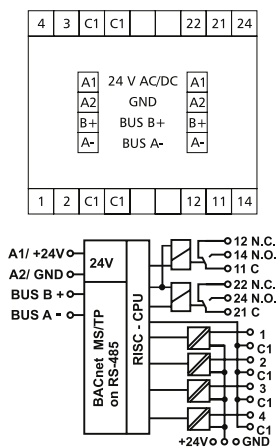 4 3 C1 C1 22 21 24
A1 24 V AC/DC A1
A2 GND A2
B+ BUS B+ B+
A- BUS A- A-
1 2 C1 C1 12 11 14
A1/ +24V
A2/ GND
BUS B +
BUS A -
24V
BACnet MS/TP
on RS-485
RISC - CPU
12 N.C.
14 N.O.
11 C
22 N.C.
24 N.O.
21 C
1
C1
2
C1
3
C1
4
C1
+24V GND